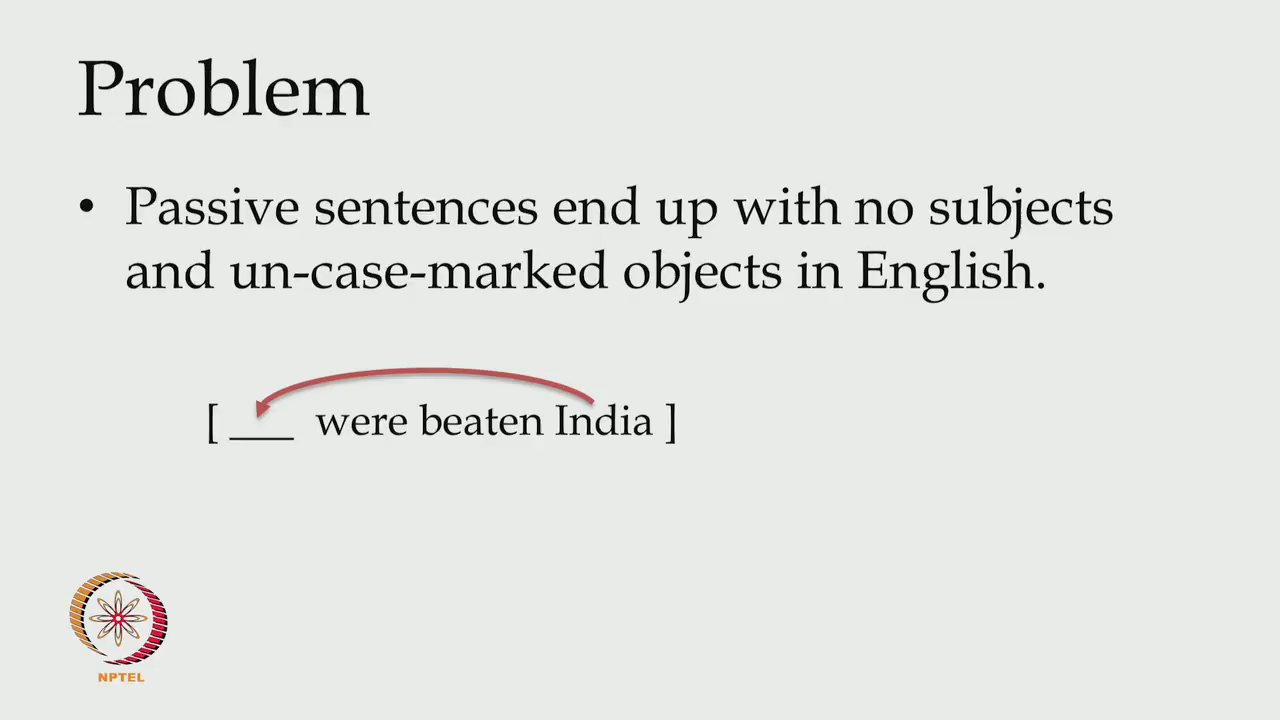 Problem
• Passive sentences end up with no subjects
and un-case-marked objects in English.
[ ___ were beaten India ]
NPTEL